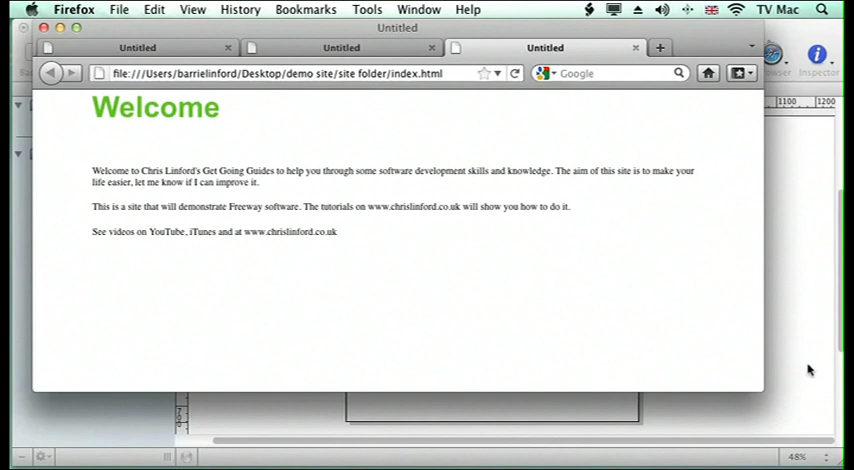 Firefox File Edit View History Bookmarks Tools Window Help TV Mac
Untitled
Untitled Untitled Untitled
file:///Users/barrielinford/Desktop/demo site/site folder/index.html Google
Inspector
1100 1200
Welcome
Welcome to Chris Linford's Get Going Guides to help you through some software development skills and knowledge. The aim of this site is to make your
life easier, let me know if I can improve it.
This is a site that will demonstrate Freeway software. The tutorials on www.chrislinford.co.uk will show you how to do it.
See videos on YouTube, iTunes and at www.chrislinford.co.uk
48%